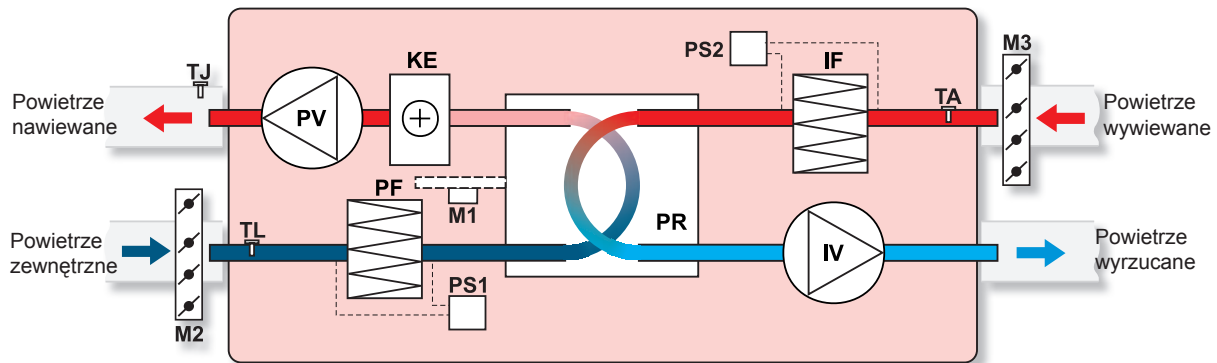 TJ
KE
PS2
IF
M3
Powietrze
nawiewane
PV
TA
Powietrze
wywiewane
PF
M1
PR
TL
Powietrze
zewnętrzne
IV
Powietrze
wyrzucane
PS1
M2